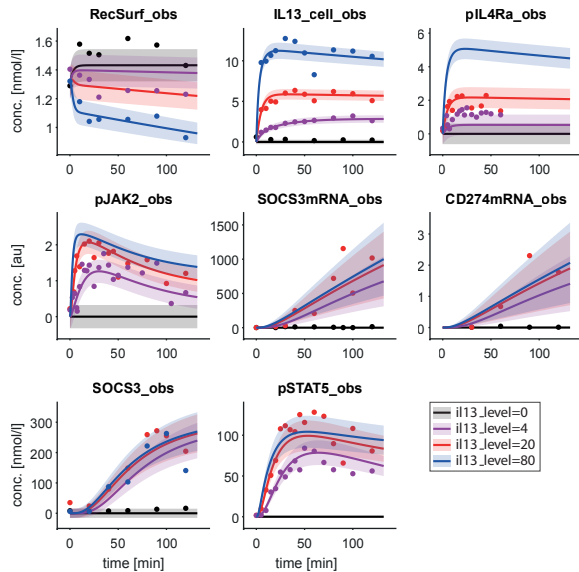 RecSurf_obs IL13_cell_obs pIL4Ra_obs
conc. [nmol/l]
1.6
1.4
1.2
1
0 50 100
10
5
0
0 50 100
6
4
2
0
0 50 100
pJAK2_obs SOCS3mRNA_obs CD274mRNA_obs
conc. [au]
2
1
0
0 50 100
1500
1000
500
0
0 50 100
3
2
1
0
0 50 100
SOCS3_obs pSTAT5_obs
conc. [nmol/l]
300
200
100
0
0 50 100
time [min]
100
50
0
0 50 100
time [min]
il13_level=0
il13_level=4
il13_level=20
il13_level=80